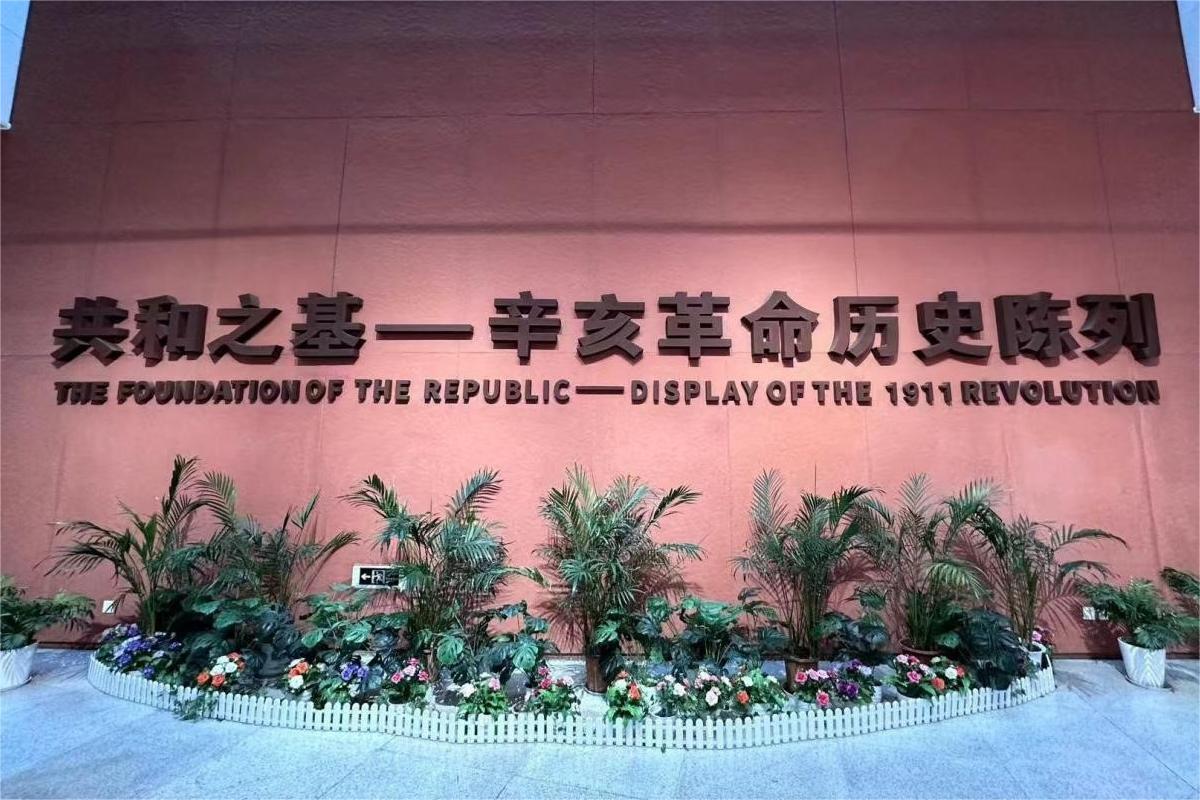 共和之基—辛亥革命历史陈列
THE FOUNDATION OF THE REPUBLIC—DISPLAY OF THE 1911 REVOLUTION